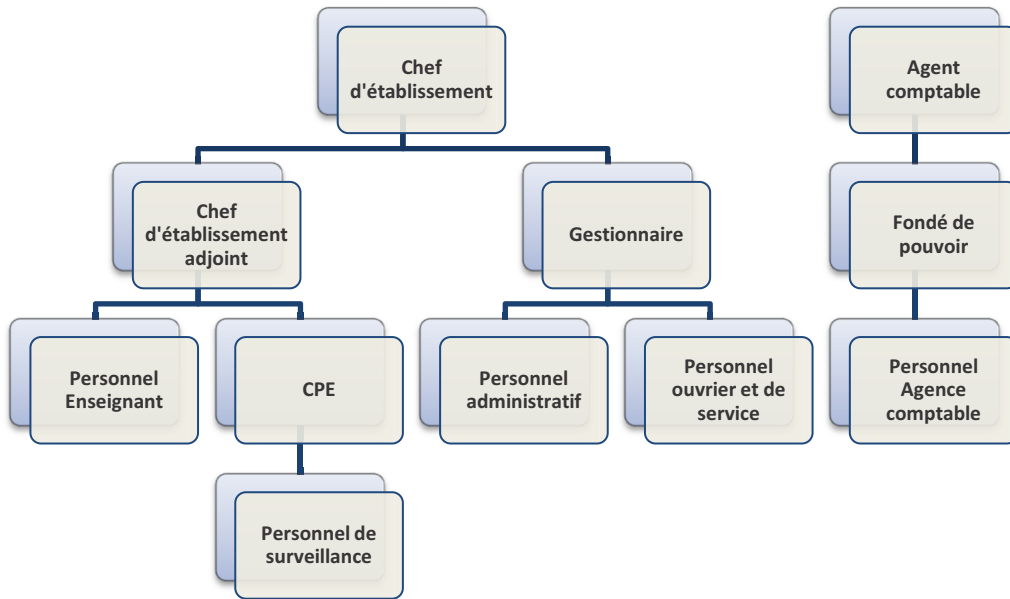 Chef
d'établissement
Agent
comptable
Chef
d'établissement
adjoint
Gestionnaire
Fondé de
pouvoir
Personnel
Enseignant
CPE
Personnel
administratif
Personnel
ouvrier et de
service
Personnel
Agence
comptable
Personnel de
surveillance